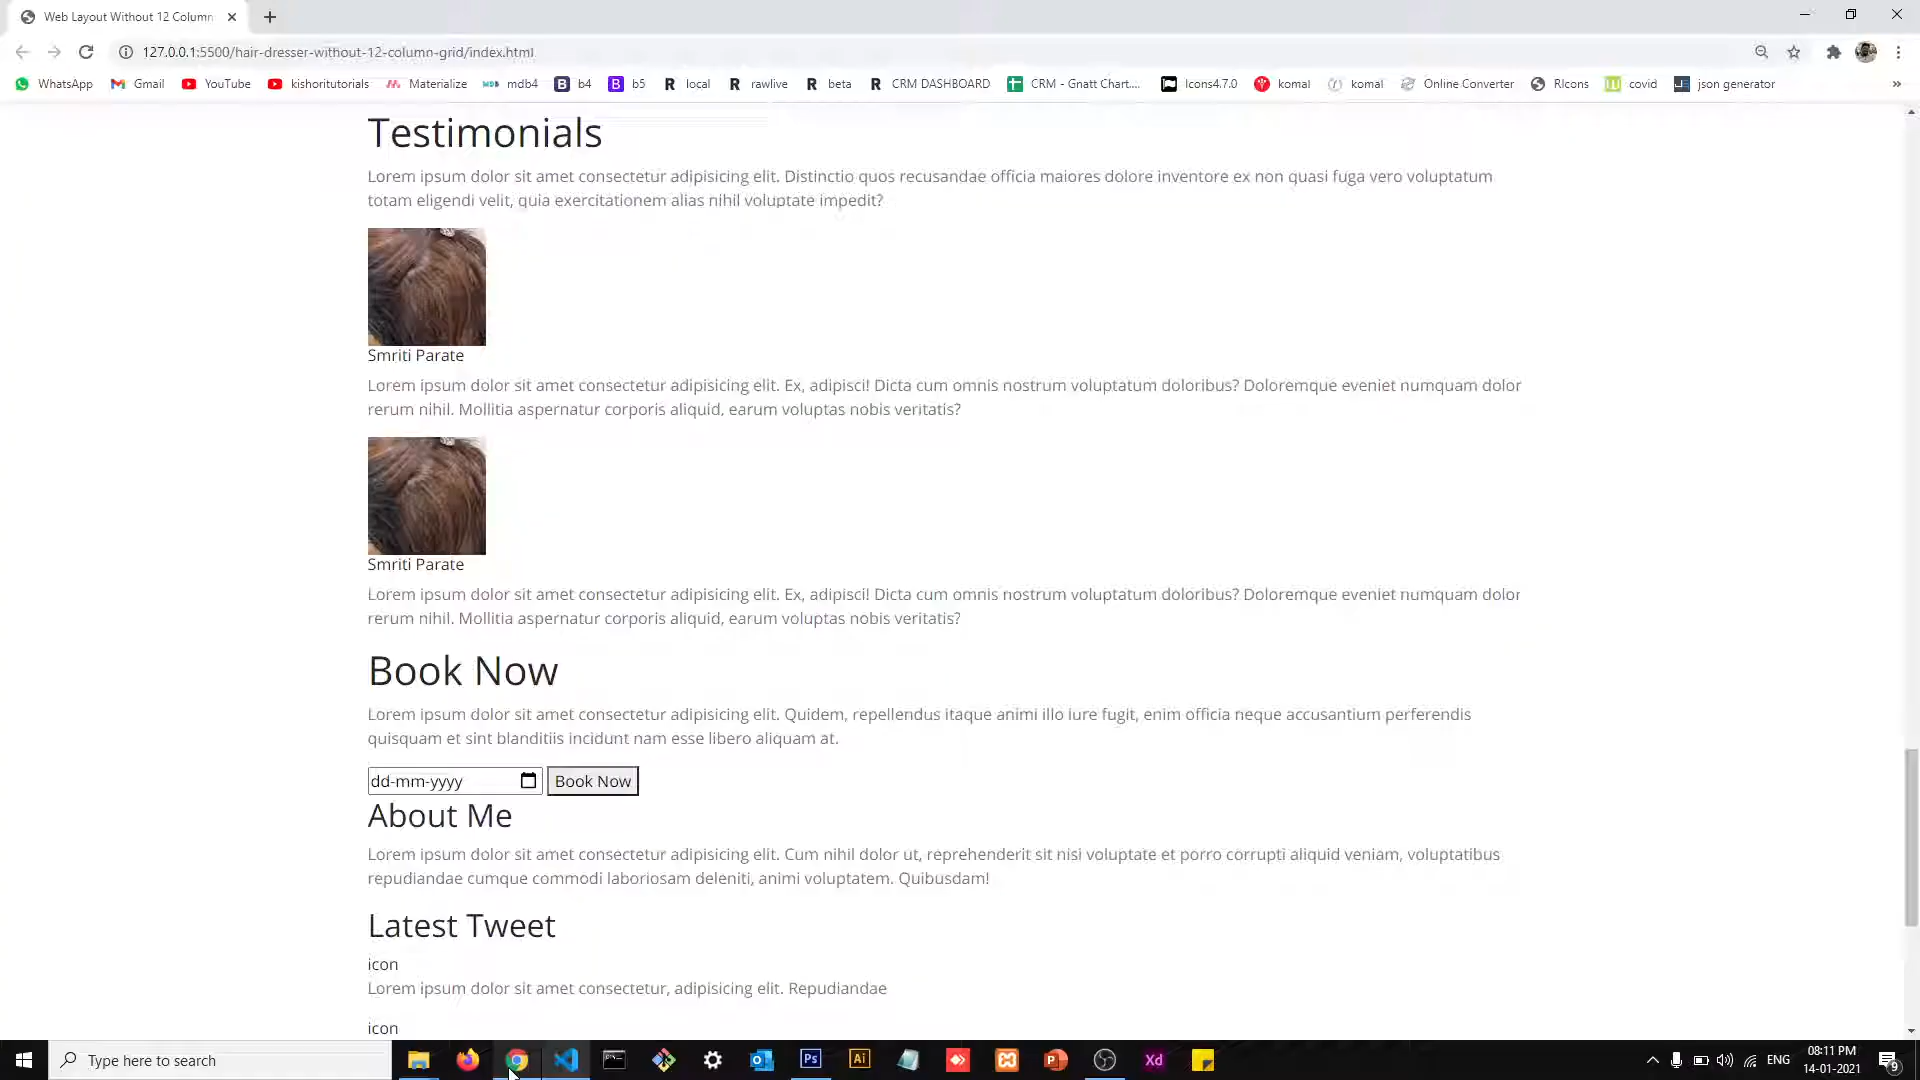 Web Layout Without 12 Column
127.0.0.1:5500/hair-dresser-without-12-column-grid/index.html
WhatsApp Gmail YouTube kishoritutorials Materialize mdb4 b4 b5 local rawlive beta CRM DASHBOARD CRM - Gnatt Chart.... Icons4.7.0 komal komal Online Converter RIcons covid json generator »
Testimonials
Lorem ipsum dolor sit amet consectetur adipisicing elit. Distinctio quos recusandae officia maiores dolore inventore ex non quasi fuga vero voluptatum
totam eligendi velit, quia exercitationem alias nihil voluptate impedit?
Smriti Parate
Lorem ipsum dolor sit amet consectetur adipisicing elit. Ex, adipisci! Dicta cum omnis nostrum voluptatum doloribus? Doloremque eveniet numquam dolor
rerum nihil. Mollitia aspernatur corporis aliquid, earum voluptas nobis veritatis?
Smriti Parate
Lorem ipsum dolor sit amet consectetur adipisicing elit. Ex, adipisci! Dicta cum omnis nostrum voluptatum doloribus? Doloremque eveniet numquam dolor
rerum nihil. Mollitia aspernatur corporis aliquid, earum voluptas nobis veritatis?
Book Now
Lorem ipsum dolor sit amet consectetur adipisicing elit. Quidem, repellendus itaque animi illo iure fugit, enim officia neque accusantium perferendis
quisquam et sint blanditiis incidunt nam esse libero aliquam at.
dd-mm-yyyy Book Now
About Me
Lorem ipsum dolor sit amet consectetur adipisicing elit. Cum nihil dolor ut, reprehenderit sit nisi voluptate et porro corrupti aliquid veniam, voluptatibus
repudiandae cumque commodi laboriosam deleniti, animi voluptatem. Quibusdam!
Latest Tweet
icon
Lorem ipsum dolor sit amet consectetur, adipisicing elit. Repudiandae
icon
Type here to search Ps Ai Xd ENG 08:11 PM
14-01-2021 9